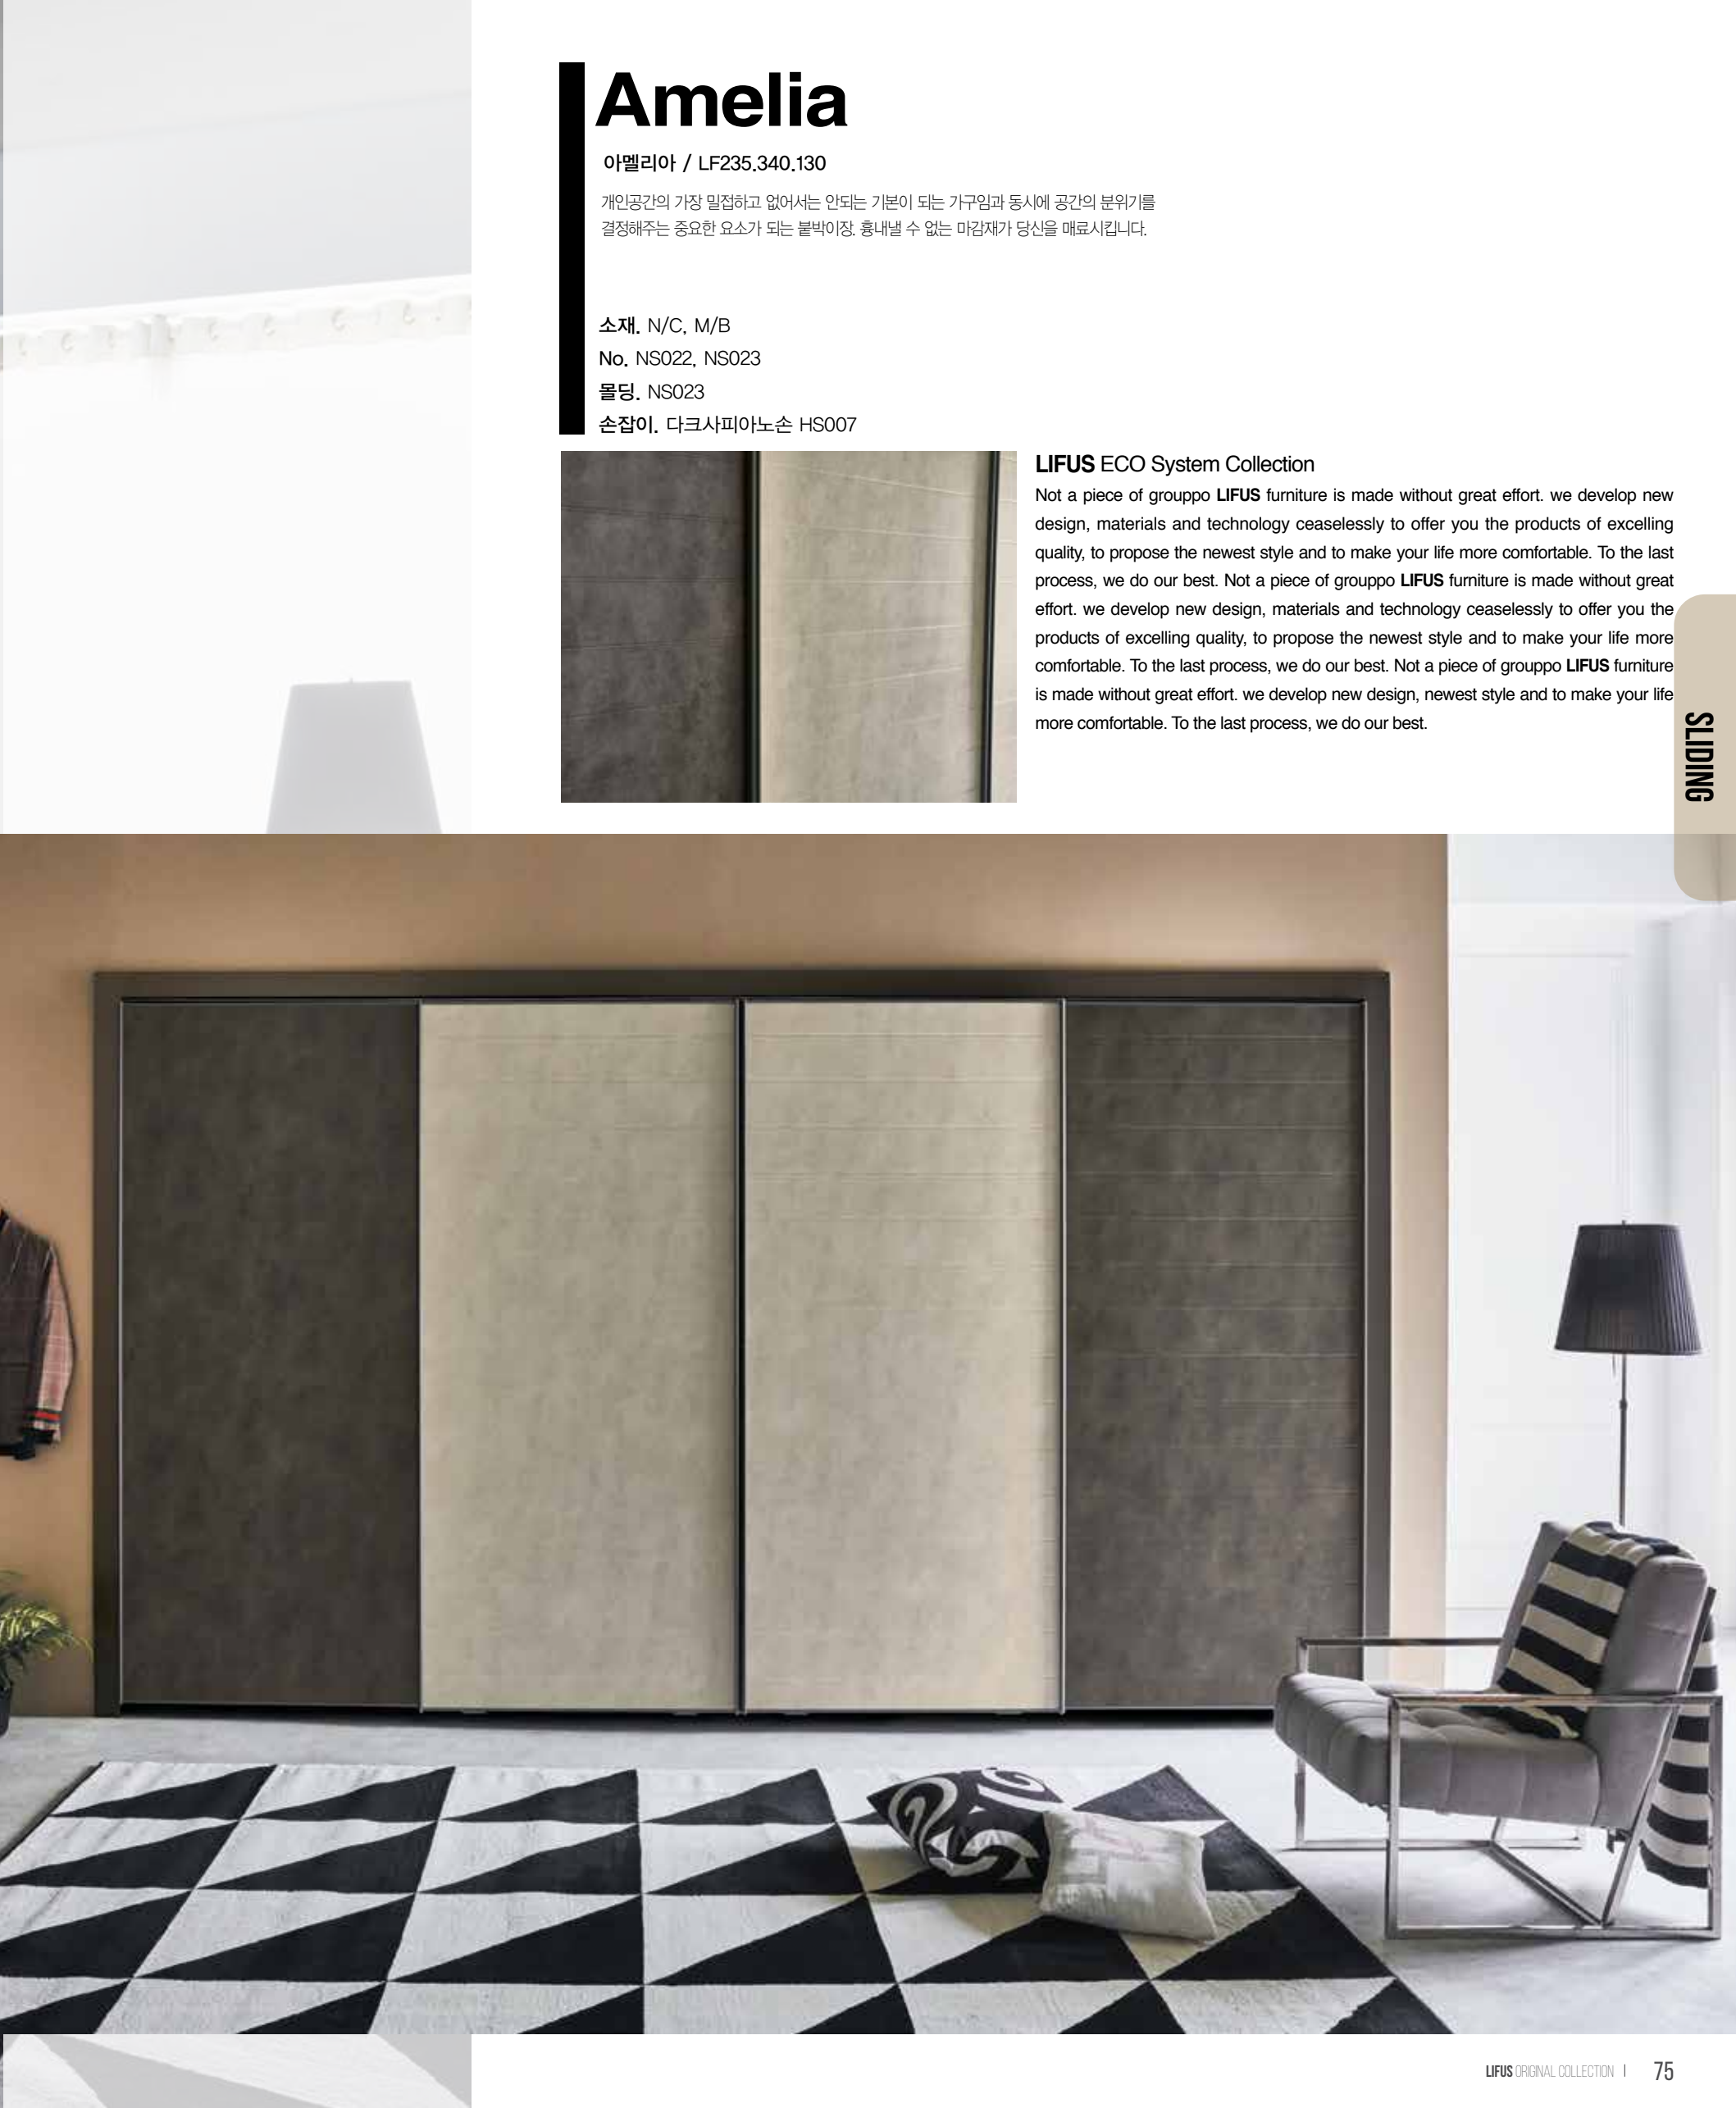 Amelia
아멜리아 / LF235.340.130
개인공간의 가장 밀접하고 없어서는 안되는 기본이 되는 가구임과 동시에 공간의 분위기를
결정해주는 중요한 요소가 되는 붙박이장. 흉내낼 수 없는 마감재가 당신을 매료시킵니다.
소재. N/C, M/B
No. NS022, NS023
몰딩. NS023
손잡이. 다크사피아노손 HS007
LIFUS ECO System Collection
Not a piece of grouppo LIFUS furniture is made without great effort. we develop new
design, materials and technology ceaselessly to offer you the products of excelling
quality, to propose the newest style and to make your life more comfortable. To the last
process, we do our best. Not a piece of grouppo LIFUS furniture is made without great
effort. we develop new design, materials and technology ceaselessly to offer you the
products of excelling quality, to propose the newest style and to make your life more
comfortable. To the last process, we do our best. Not a piece of grouppo LIFUS furniture
is made without great effort. we develop new design, newest style and to make your life
more comfortable. To the last process, we do our best.
SLIDING
LIFUS ORIGINAL COLLECTION | 75